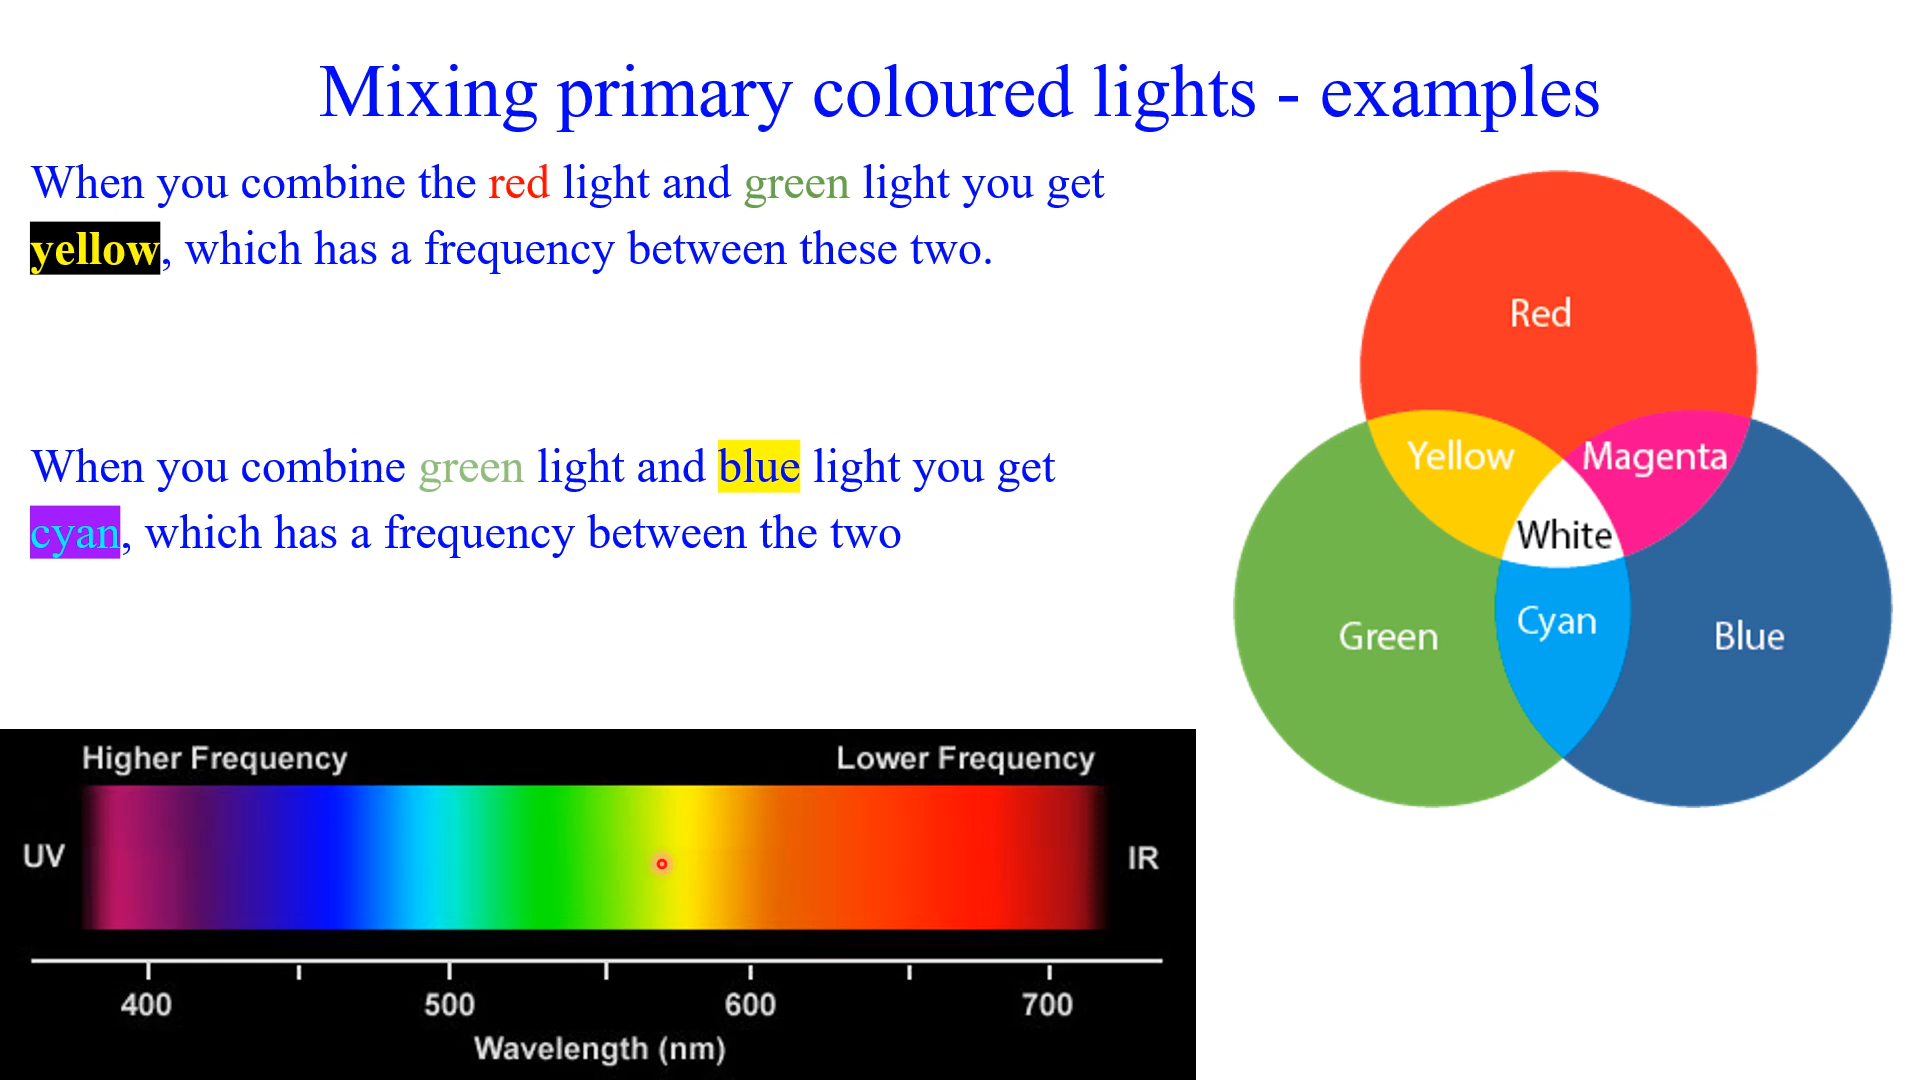 Mixing primary coloured lights - examples
When you combine the red light and green light you get
yellow, which has a frequency between these two.
When you combine green light and blue light you get
cyan, which has a frequency between the two
Red
Yellow
Magenta
White
Green
Cyan
Blue
Higher Frequency
Lower Frequency
UV
IR
400
500
600
700
Wavelength (nm)